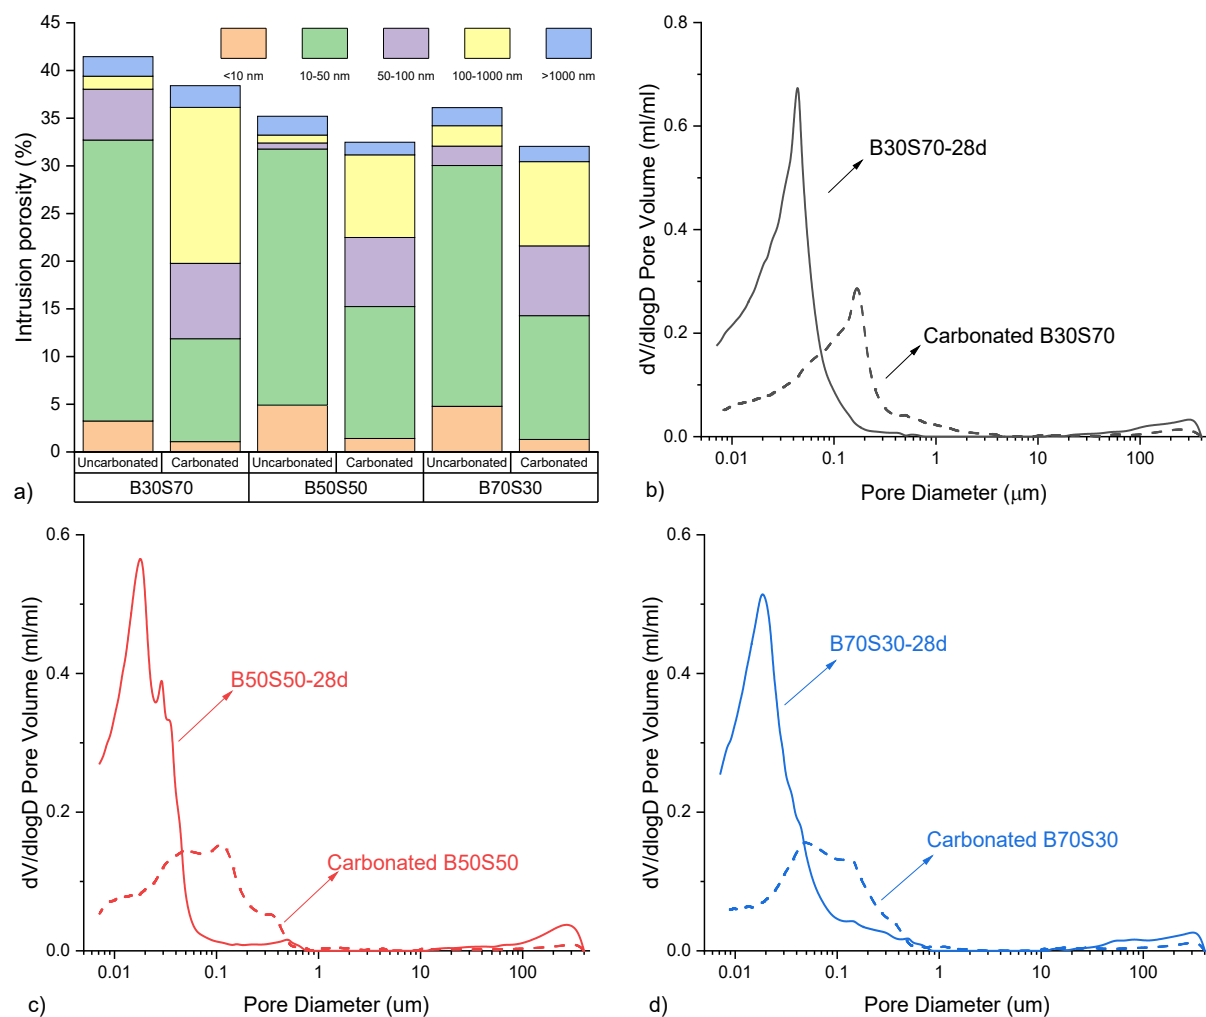 Intrusion porosity (%)
45
40
35
30
25
20
15
10
5
0
<10 nm
10-50 nm
50-100 nm
100-1000 nm
>1000 nm
Uncarbonated
Carbonated
Uncarbonated
Carbonated
Uncarbonated
Carbonated
B30S70
B50S50
B70S30
a)
dV/dlogD Pore Volume (ml/ml)
0.8
0.6
0.4
0.2
0.0
B30S70-28d
Carbonated B30S70
0.01
0.1
1
10
100
Pore Diameter (μm)
b)
dV/dlogD Pore Volume (ml/ml)
0.6
0.4
0.2
0.0
B50S50-28d
Carbonated B50S50
0.01
0.1
1
10
100
Pore Diameter (um)
c)
dV/dlogD Pore Volume (ml/ml)
0.6
0.4
0.2
0.0
B70S30-28d
Carbonated B70S30
0.01
0.1
1
10
100
Pore Diameter (um)
d)